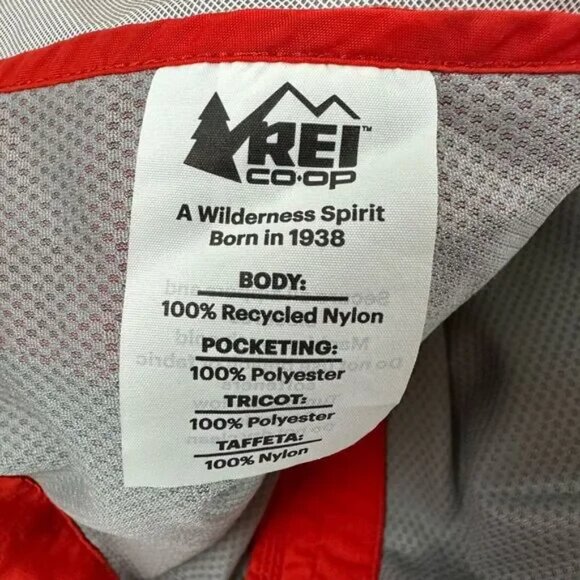 REI™
CO·OP
A Wilderness Spirit
Born in 1938
BODY:
100% Recycled Nylon
POCKETING:
100% Polyester
TRICOT:
100% Polyester
TAFFETA:
100% Nylon